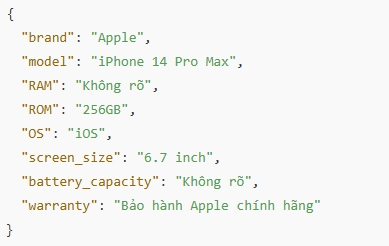 {
  "brand": "Apple",
  "model": "iPhone 14 Pro Max",
  "RAM": "Không rõ",
  "ROM": "256GB",
  "OS": "iOS",
  "screen_size": "6.7 inch",
  "battery_capacity": "Không rõ",
  "warranty": "Bảo hành Apple chính hãng"
}